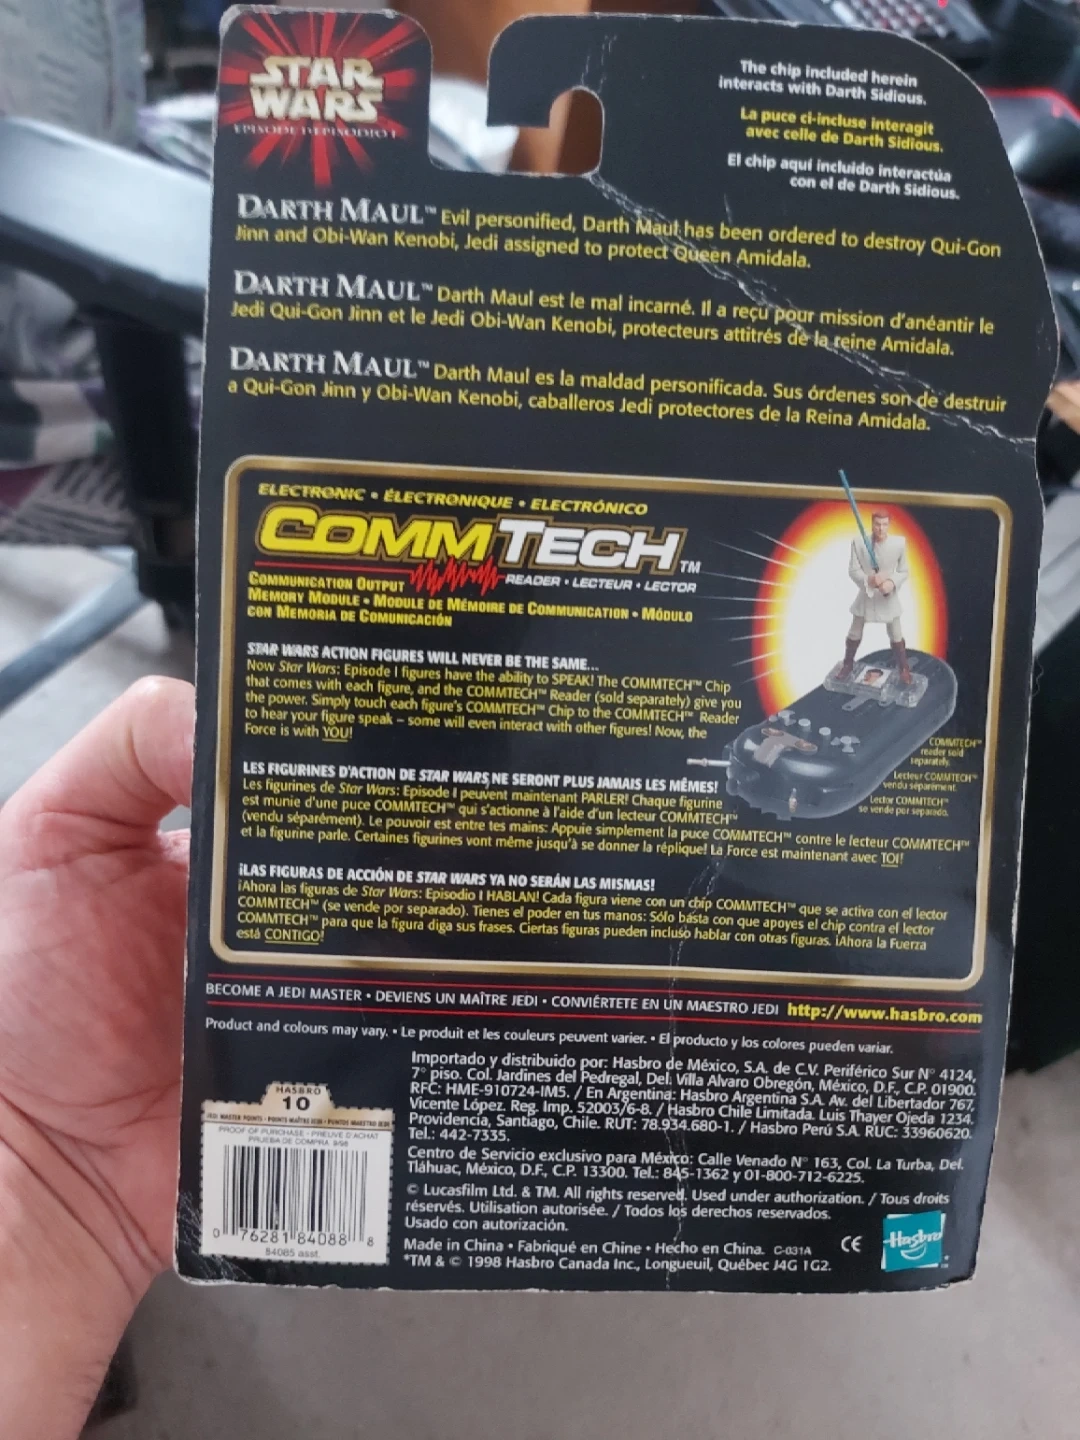 STAR
WARS
EPISODE I • EPISODIO I
The chip included herein
interacts with Darth Sidious.
La puce ci-incluse interagit
avec celle de Darth Sidious.
El chip aquí incluido interactúa
con el de Darth Sidious.
DARTH MAUL™ Evil personified, Darth Maul has been ordered to destroy Qui-Gon
Jinn and Obi-Wan Kenobi, Jedi assigned to protect Queen Amidala.
DARTH MAUL™ Darth Maul est le mal incarné. Il a reçu pour mission d'anéantir le
Jedi Qui-Gon Jinn et le Jedi Obi-Wan Kenobi, protecteurs attitrés de la reine Amidala.
DARTH MAUL™ Darth Maul es la maldad personificada. Sus órdenes son de destruir
a Qui-Gon Jinn y Obi-Wan Kenobi, caballeros Jedi protectores de la Reina Amidala.
ELECTRONIC • ÉLECTRONIQUE • ELECTRÓNICO
COMMTECH™
COMMUNICATION OUTPUT READER • LECTEUR • LECTOR
MEMORY MODULE • MODULE DE MÉMOIRE DE COMMUNICATION • MÓDULO
CON MEMORIA DE COMUNICACIÓN
STAR WARS ACTION FIGURES WILL NEVER BE THE SAME...
Now Star Wars: Episode I figures have the ability to SPEAK! The COMMTECH™ Chip
that comes with each figure, and the COMMTECH™ Reader (sold separately) give you
the power. Simply touch each figure's COMMTECH™ Chip to the COMMTECH™ Reader
to hear your figure speak – some will even interact with other figures! Now, the
Force is with YOU!
COMMTECH™
reader sold
separately.
Lecteur COMMTECH™
vendu séparément.
Lector COMMTECH™
se vende por separado.
LES FIGURINES D'ACTION DE STAR WARS NE SERONT PLUS JAMAIS LES MÊMES!
Les figurines de Star Wars: Episode I peuvent maintenant PARLER! Chaque figurine
est munie d'une puce COMMTECH™ qui s'actionne à l'aide d'un lecteur COMMTECH™
(vendu séparément). Le pouvoir est entre tes mains: Appuie simplement la puce COMMTECH™ contre le lecteur COMMTECH™
et la figurine parle. Certaines figurines vont même jusqu'à se donner la réplique! La Force est maintenant avec TOI!
¡LAS FIGURAS DE ACCIÓN DE STAR WARS YA NO SERÁN LAS MISMAS!
¡Ahora las figuras de Star Wars: Episodio I HABLAN! Cada figura viene con un chip COMMTECH™ que se activa con el lector
COMMTECH™ (se vende por separado). Tienes el poder en tus manos: Sólo basta con que apoyes el chip contra el lector
COMMTECH™ para que la figura diga sus frases. Ciertas figuras pueden incluso hablar con otras figuras. ¡Ahora la Fuerza
está CONTIGO!
BECOME A JEDI MASTER • DEVIENS UN MAÎTRE JEDI • CONVIÉRTETE EN UN MAESTRO JEDI http://www.hasbro.com
Product and colours may vary. • Le produit et les couleurs peuvent varier. • El producto y los colores pueden variar.
HASBRO
10
JEDI MASTER POINTS • POINTS MAÎTRE JEDI • PUNTOS MAESTRO JEDI
PROOF OF PURCHASE • PREUVE D'ACHAT
PRUEBA DE COMPRA 9/98
0 76281 84088 8
84085 asst.
Importado y distribuido por: Hasbro de México, S.A. de C.V. Periférico Sur N° 4124,
7° piso. Col. Jardines del Pedregal, Del. Villa Alvaro Obregón, México, D.F., C.P. 01900.
RFC: HME-910724-IM5. / En Argentina: Hasbro Argentina S.A. Av. del Libertador 767,
Vicente López. Reg. Imp. 52003/6-8. / Hasbro Chile Limitada. Luis Thayer Ojeda 1234.
Providencia, Santiago, Chile. RUT: 78.934.680-1. / Hasbro Perú S.A. RUC: 33960620.
Tel.: 442-7335.
Centro de Servicio exclusivo para México: Calle Venado N° 163, Col. La Turba, Del.
Tláhuac, México, D.F., C.P. 13300. Tel.: 845-1362 y 01-800-712-6225.
© Lucasfilm Ltd. & TM. All rights reserved. Used under authorization. / Tous droits
réservés. Utilisation autorisée. / Todos los derechos reservados.
Usado con autorización.
Made in China • Fabriqué en Chine • Hecho en China. C-031A CE
*TM & © 1998 Hasbro Canada Inc., Longueuil, Québec J4G 1G2.
Hasbro